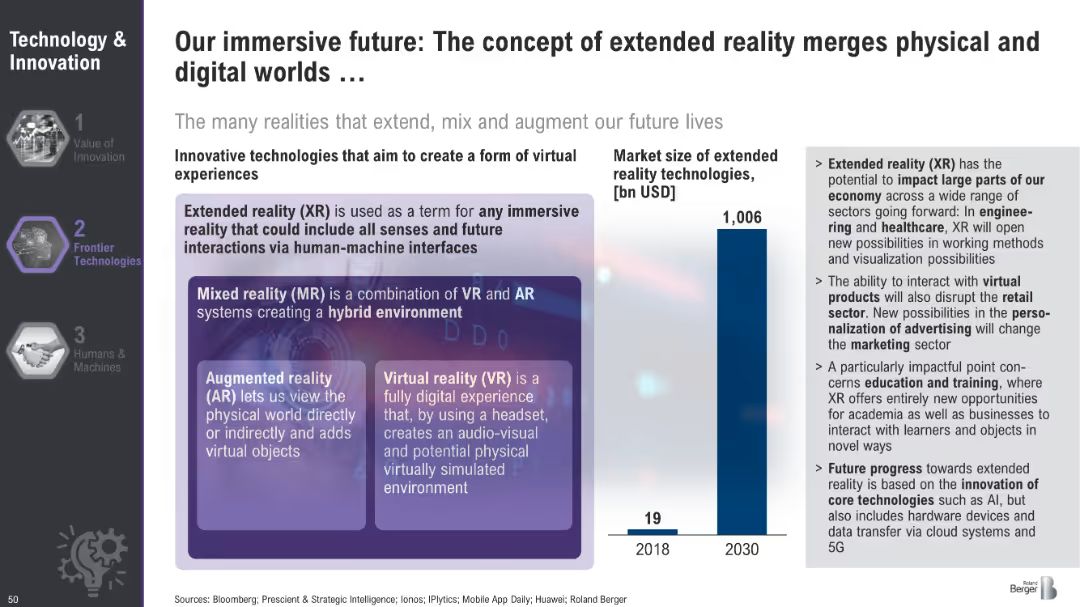 Technology &
Innovation
1
Value of
Innovation
2
Frontier
Technologies
3
Humans &
Machines
50
Our immersive future: The concept of extended reality merges physical and
digital worlds …
The many realities that extend, mix and augment our future lives
Innovative technologies that aim to create a form of virtual
experiences
Extended reality (XR) is used as a term for any immersive
reality that could include all senses and future
interactions via human-machine interfaces
Mixed reality (MR) is a combination of VR and AR
systems creating a hybrid environment
Augmented reality
(AR) lets us view the
physical world directly
or indirectly and adds
virtual objects
Virtual reality (VR) is a
fully digital experience
that, by using a headset,
creates an audio-visual
and potential physical
virtually simulated
environment
Market size of extended
reality technologies,
[bn USD]
1,006
19
2018 2030
> Extended reality (XR) has the
potential to impact large parts of our
economy across a wide range of
sectors going forward: In enginee-
ring and healthcare, XR will open
new possibilities in working methods
and visualization possibilities
> The ability to interact with virtual
products will also disrupt the retail
sector. New possibilities in the perso-
nalization of advertising will change
the marketing sector
> A particularly impactful point con-
cerns education and training, where
XR offers entirely new opportunities
for academia as well as businesses to
interact with learners and objects in
novel ways
> Future progress towards extended
reality is based on the innovation of
core technologies such as AI, but
also includes hardware devices and
data transfer via cloud systems and
5G
Sources: Bloomberg; Prescient & Strategic Intelligence; Ionos; IPlytics; Mobile App Daily; Huawei; Roland Berger
Roland
Berger
B